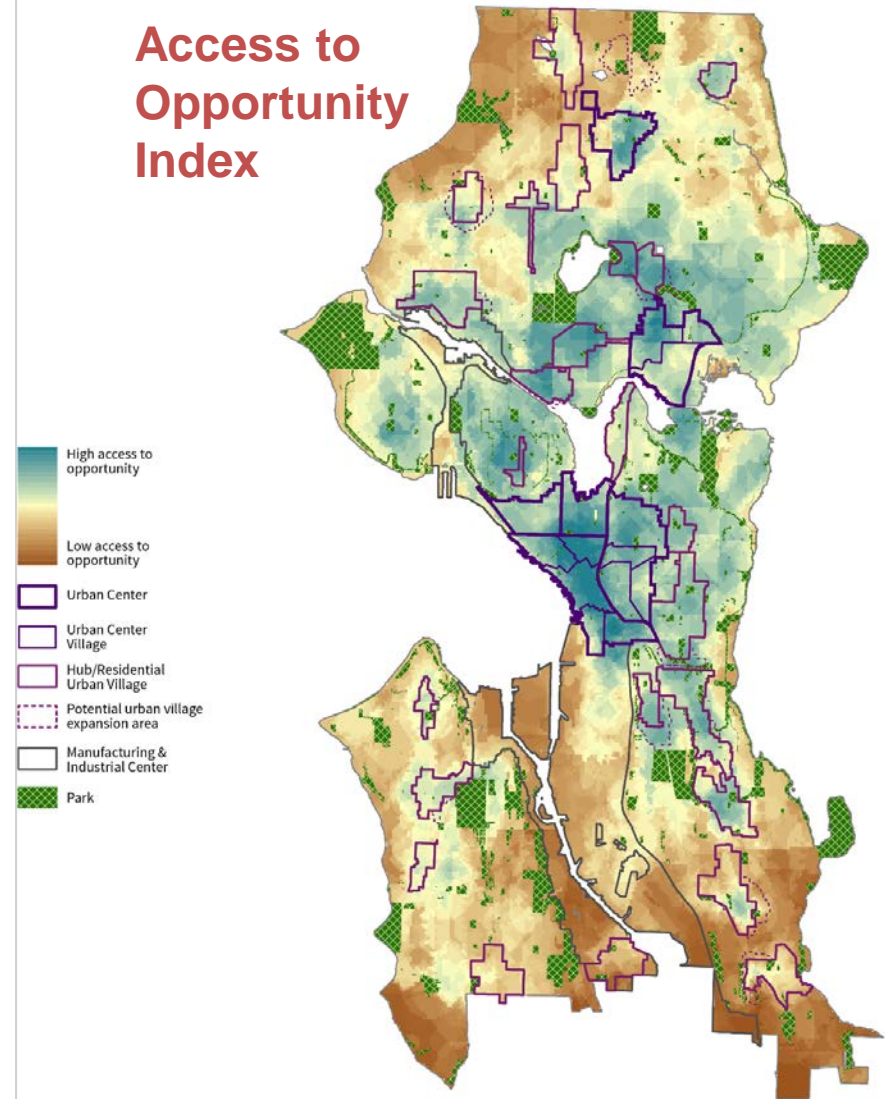 Access to
Opportunity
Index
High access to
opportunity
Low access to
opportunity
Urban Center
Urban Center
Village
Hub/Residential
Urban Village
Potential urban village
expansion area
Manufacturing &
Industrial Center
Park